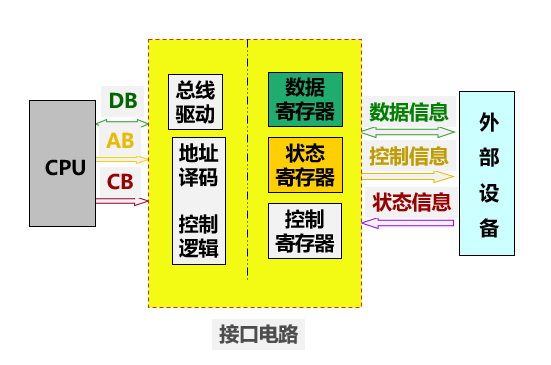 CPU
DB
AB
CB
总线
驱动
地址
译码
控制
逻辑
数据
寄存器
状态
寄存器
控制
寄存器
数据信息
控制信息
状态信息
外
部
设
备
接口电路